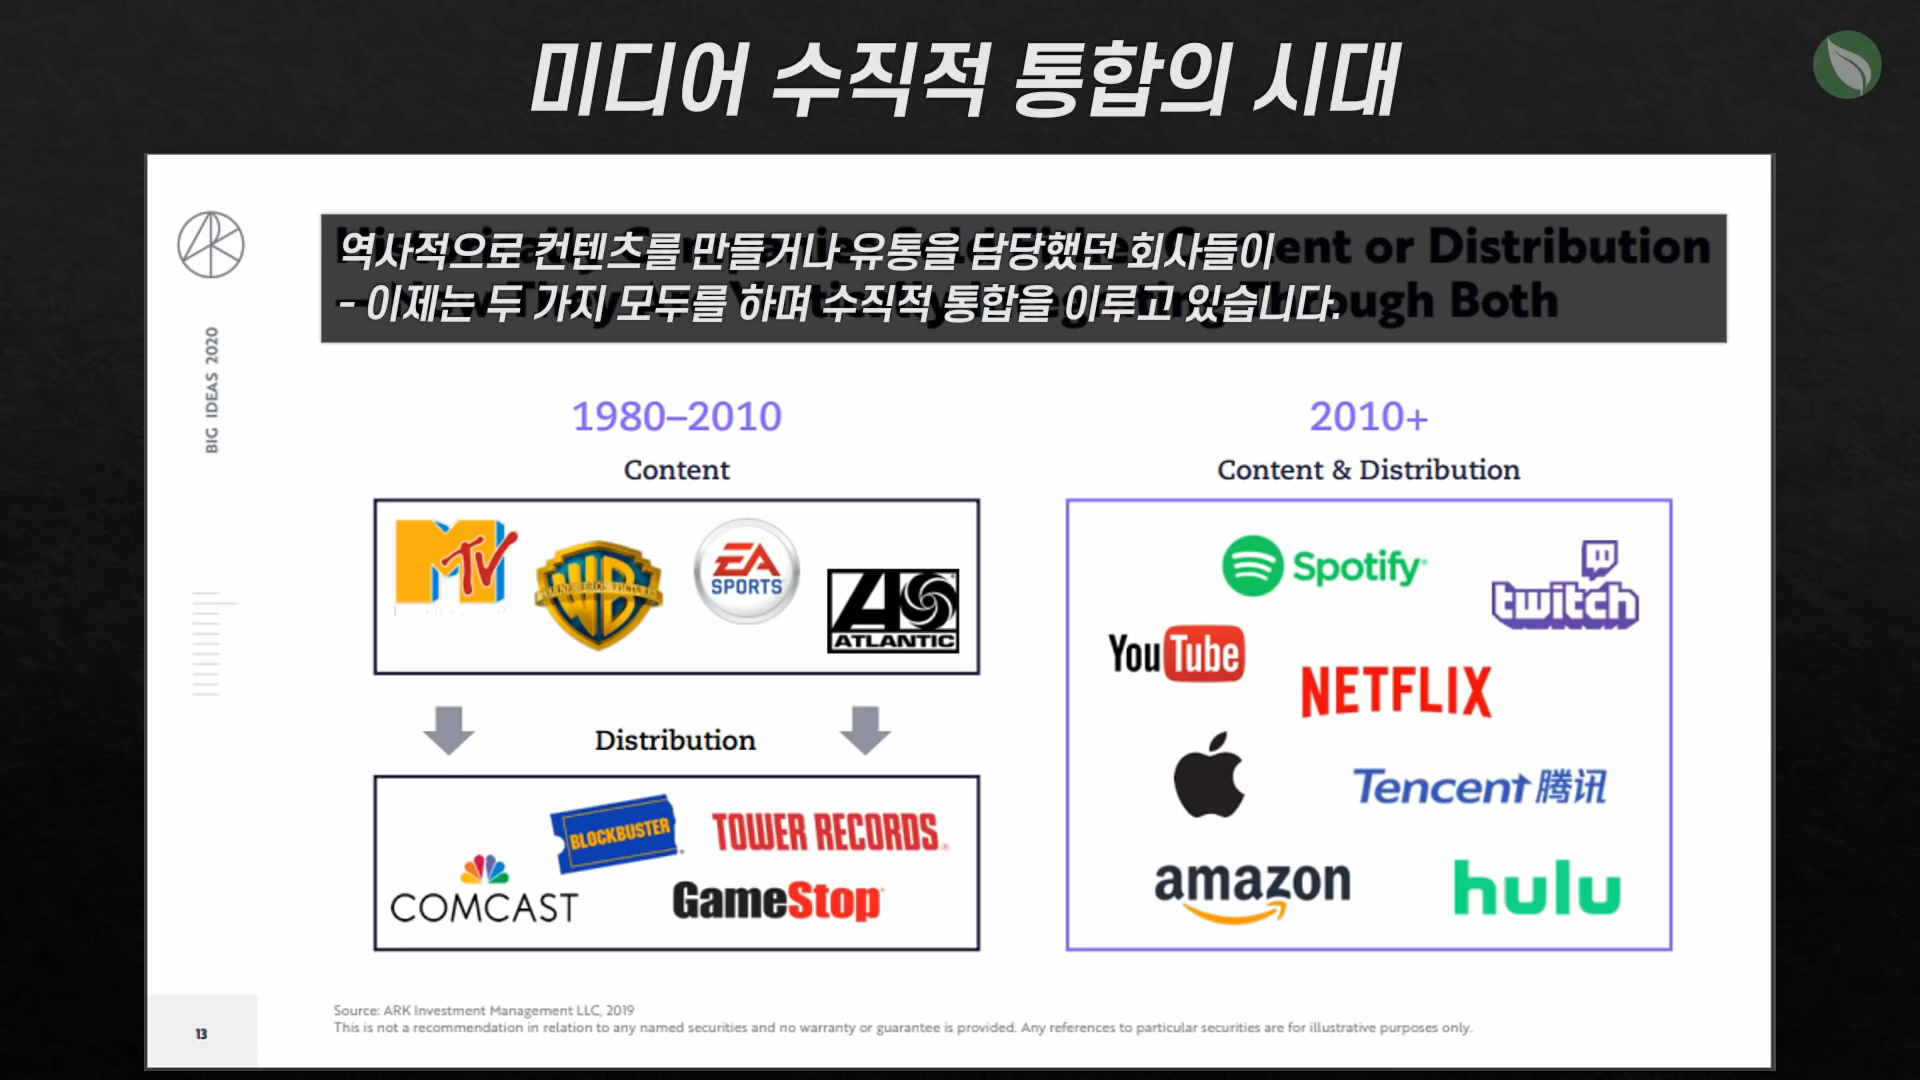 미디어 수직적 통합의 시대
역사적으로 컨텐츠를 만들거나 유통을 담당했던 회사들이
ent or Distribution
- 이제는 두 가지 모두를 하며 수직적 통합을 이루고 있습니다.
ough Both
BIG IDEAS 2020
1980–2010
2010+
Content
Content & Distribution
MTV
WB
EA
SPORTS
ATLANTIC
Spotify
twitch
YouTube
NETFLIX
Distribution
Tencent 腾讯
BLOCKBUSTER
TOWER RECORDS
COMCAST
GameStop
amazon
hulu
Source: ARK Investment Management LLC, 2019
This is not a recommendation in relation to any named securities and no warranty or guarantee is provided. Any references to particular securities are for illustrative purposes only.
13